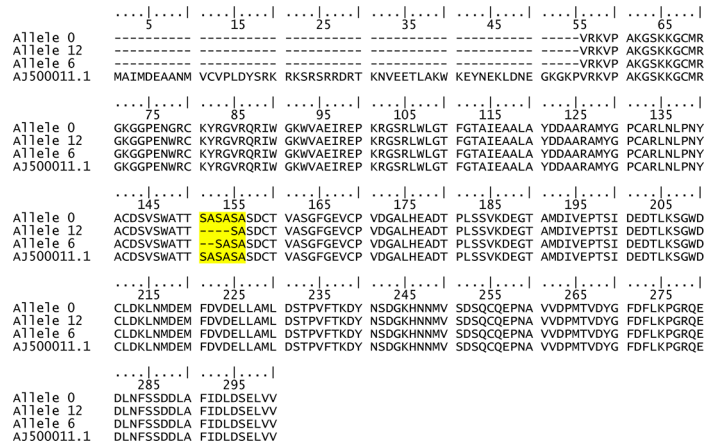 ....|....| ....|....| ....|....| ....|....| ....|....| ....|....| ....|....|
5 15 25 35 45 55 65
Allele 0 ---------- ---------- ---------- ---------- ---------- -----VRKVP AKGSKKGCMR
Allele 12 ---------- ---------- ---------- ---------- ---------- -----VRKVP AKGSKKGCMR
Allele 6 ---------- ---------- ---------- ---------- ---------- -----VRKVP AKGSKKGCMR
AJ500011.1 MAIMDEAANM VCVPLDYSRK RKSRSRRDRT KNVEETLAKW KEYNEKLDNE GKGKPVRKVP AKGSKKGCMR
....|....| ....|....| ....|....| ....|....| ....|....| ....|....| ....|....|
75 85 95 105 115 125 135
Allele 0 GKGGPENGRC KYRGVRQRIW GKWVAEIREP KRGSRLWLGT FGTAIEAALA YDDAARAMYG PCARLNLPNY
Allele 12 GKGGPENGRC KYRGVRQRIW GKWVAEIREP KRGSRLWLGT FGTAIEAALA YDDAARAMYG PCARLNLPNY
Allele 6 GKGGPENGRC KYRGVRQRIW GKWVAEIREP KRGSRLWLGT FGTAIEAALA YDDAARAMYG PCARLNLPNY
AJ500011.1 GKGGPENGRC KYRGVRQRIW GKWVAEIREP KRGSRLWLGT FGTAIEAALA YDDAARAMYG PCARLNLPNY
....|....| ....|....| ....|....| ....|....| ....|....| ....|....| ....|....|
145 155 165 175 185 195 205
Allele 0 ACDSVSWATT SASASASDCT VASGFGEVCP VDGALHEADT PLSSVKDEGT AMDIVEPTSI DEDTLKSGWD
Allele 12 ACDSVSWATT ----SASDCT VASGFGEVCP VDGALHEADT PLSSVKDEGT AMDIVEPTSI DEDTLKSGWD
Allele 6 ACDSVSWATT --SASASDCT VASGFGEVCP VDGALHEADT PLSSVKDEGT AMDIVEPTSI DEDTLKSGWD
AJ500011.1 ACDSVSWATT SASASASDCT VASGFGEVCP VDGALHEADT PLSSVKDEGT AMDIVEPTSI DEDTLKSGWD
....|....| ....|....| ....|....| ....|....| ....|....| ....|....| ....|....|
215 225 235 245 255 265 275
Allele 0 CLDKLNMDEM FDVDELLAML DSTPVFTKDY NSDGKHNNMV SDSQCQEPNA VVDPMTVDYG FDFLKPGRQE
Allele 12 CLDKLNMDEM FDVDELLAML DSTPVFTKDY NSDGKHNNMV SDSQCQEPNA VVDPMTVDYG FDFLKPGRQE
Allele 6 CLDKLNMDEM FDVDELLAML DSTPVFTKDY NSDGKHNNMV SDSQCQEPNA VVDPMTVDYG FDFLKPGRQE
AJ500011.1 CLDKLNMDEM FDVDELLAML DSTPVFTKDY NSDGKHNNMV SDSQCQEPNA VVDPMTVDYG FDFLKPGRQE
....|....| ....|....|
285 295
Allele 0 DLNFSSDDLA FIDLDSELVV
Allele 12 DLNFSSDDLA FIDLDSELVV
Allele 6 DLNFSSDDLA FIDLDSELVV
AJ500011.1 DLNFSSDDLA FIDLDSELVV